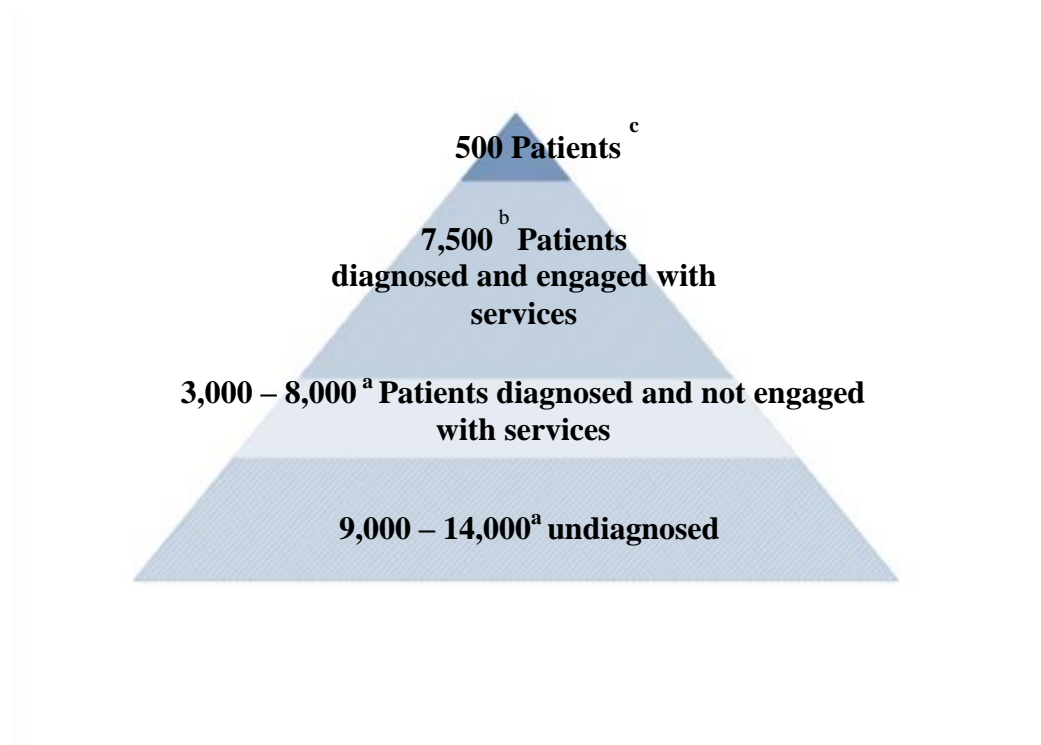 500 Patients c
7,500 b Patients
diagnosed and engaged with
services
3,000 – 8,000 a Patients diagnosed and not engaged
with services
9,000 – 14,000a undiagnosed